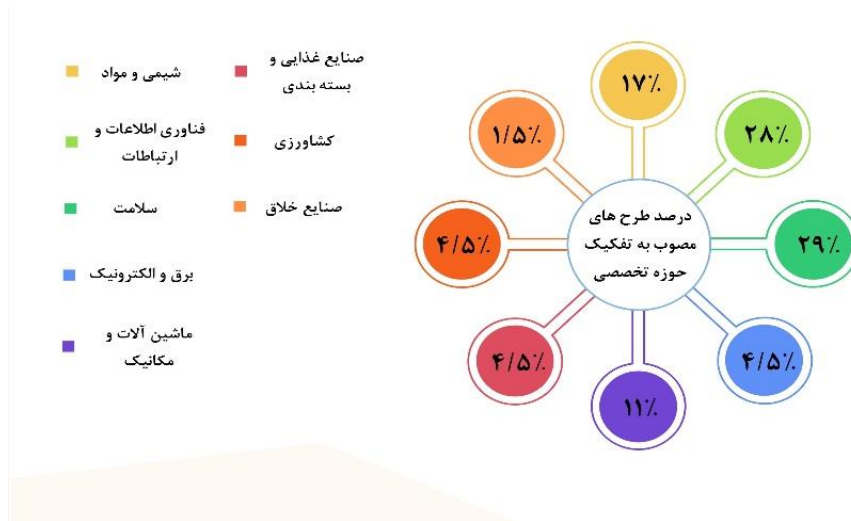 صنایع غذایی و
بسته بندی
کشاورزی
صنایع خلاق
شیمی و مواد
فناوری اطلاعات و
ارتباطات
سلامت
برق و الکترونیک
ماشین آلات و
مکانیک
درصد طرح های
مصوب به تفکیک
حوزه تخصصی
۱۷٪
۲۸٪
۲۹٪
۴/۵٪
۱۱٪
۴/۵٪
۴/۵٪
۱/۵٪